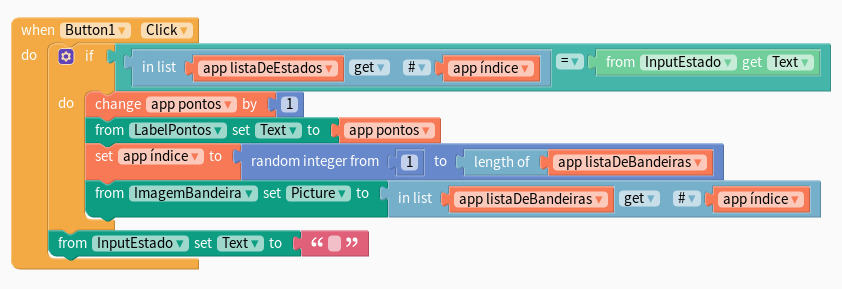 when Button1 Click
do if in list app listaDeEstados get # app índice = from InputEstado get Text
do change app pontos by 1
from LabelPontos set Text to app pontos
set app índice to random integer from 1 to length of app listaDeBandeiras
from ImagemBandeira set Picture to in list app listaDeBandeiras get # app índice
from InputEstado set Text to “ ”